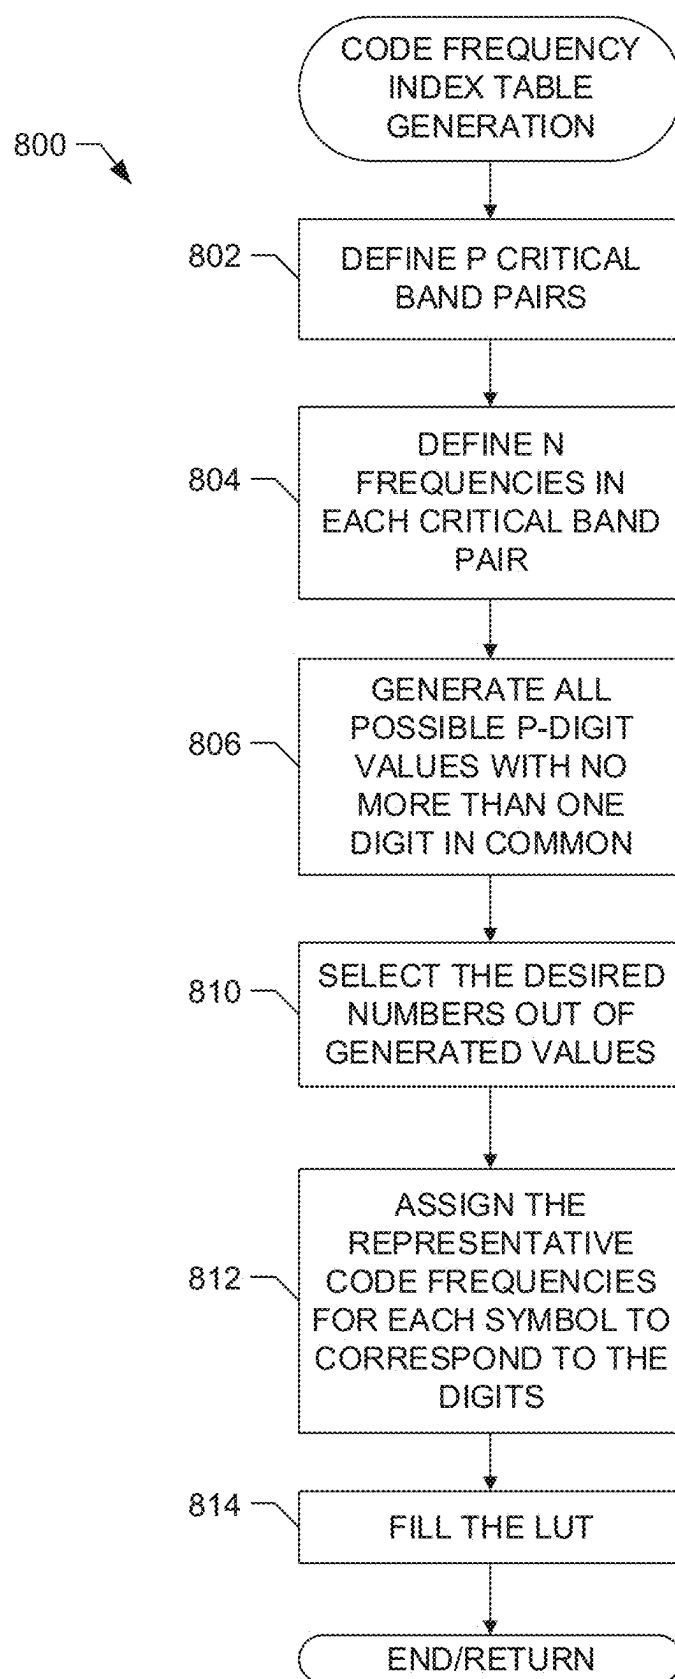 CODE FREQUENCY
INDEX TABLE
GENERATION
800
802
DEFINE P CRITICAL
BAND PAIRS
804
DEFINE N
FREQUENCIES IN
EACH CRITICAL BAND
PAIR
806
GENERATE ALL
POSSIBLE P-DIGIT
VALUES WITH NO
MORE THAN ONE
DIGIT IN COMMON
810
SELECT THE DESIRED
NUMBERS OUT OF
GENERATED VALUES
812
ASSIGN THE
REPRESENTATIVE
CODE FREQUENCIES
FOR EACH SYMBOL TO
CORRESPOND TO THE
DIGITS
814
FILL THE LUT
END/RETURN